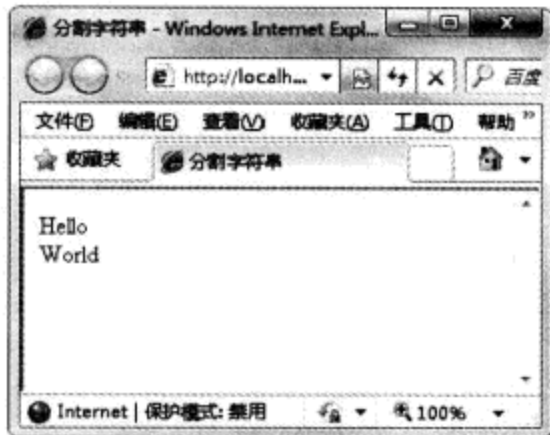 分割字符串 - Windows Internet Expl...
http://localh... 百度
文件(F) 编辑(E) 查看(V) 收藏夹(A) 工具(T) 帮助 »
收藏夹 分割字符串
Hello
World
Internet | 保护模式: 禁用 100%